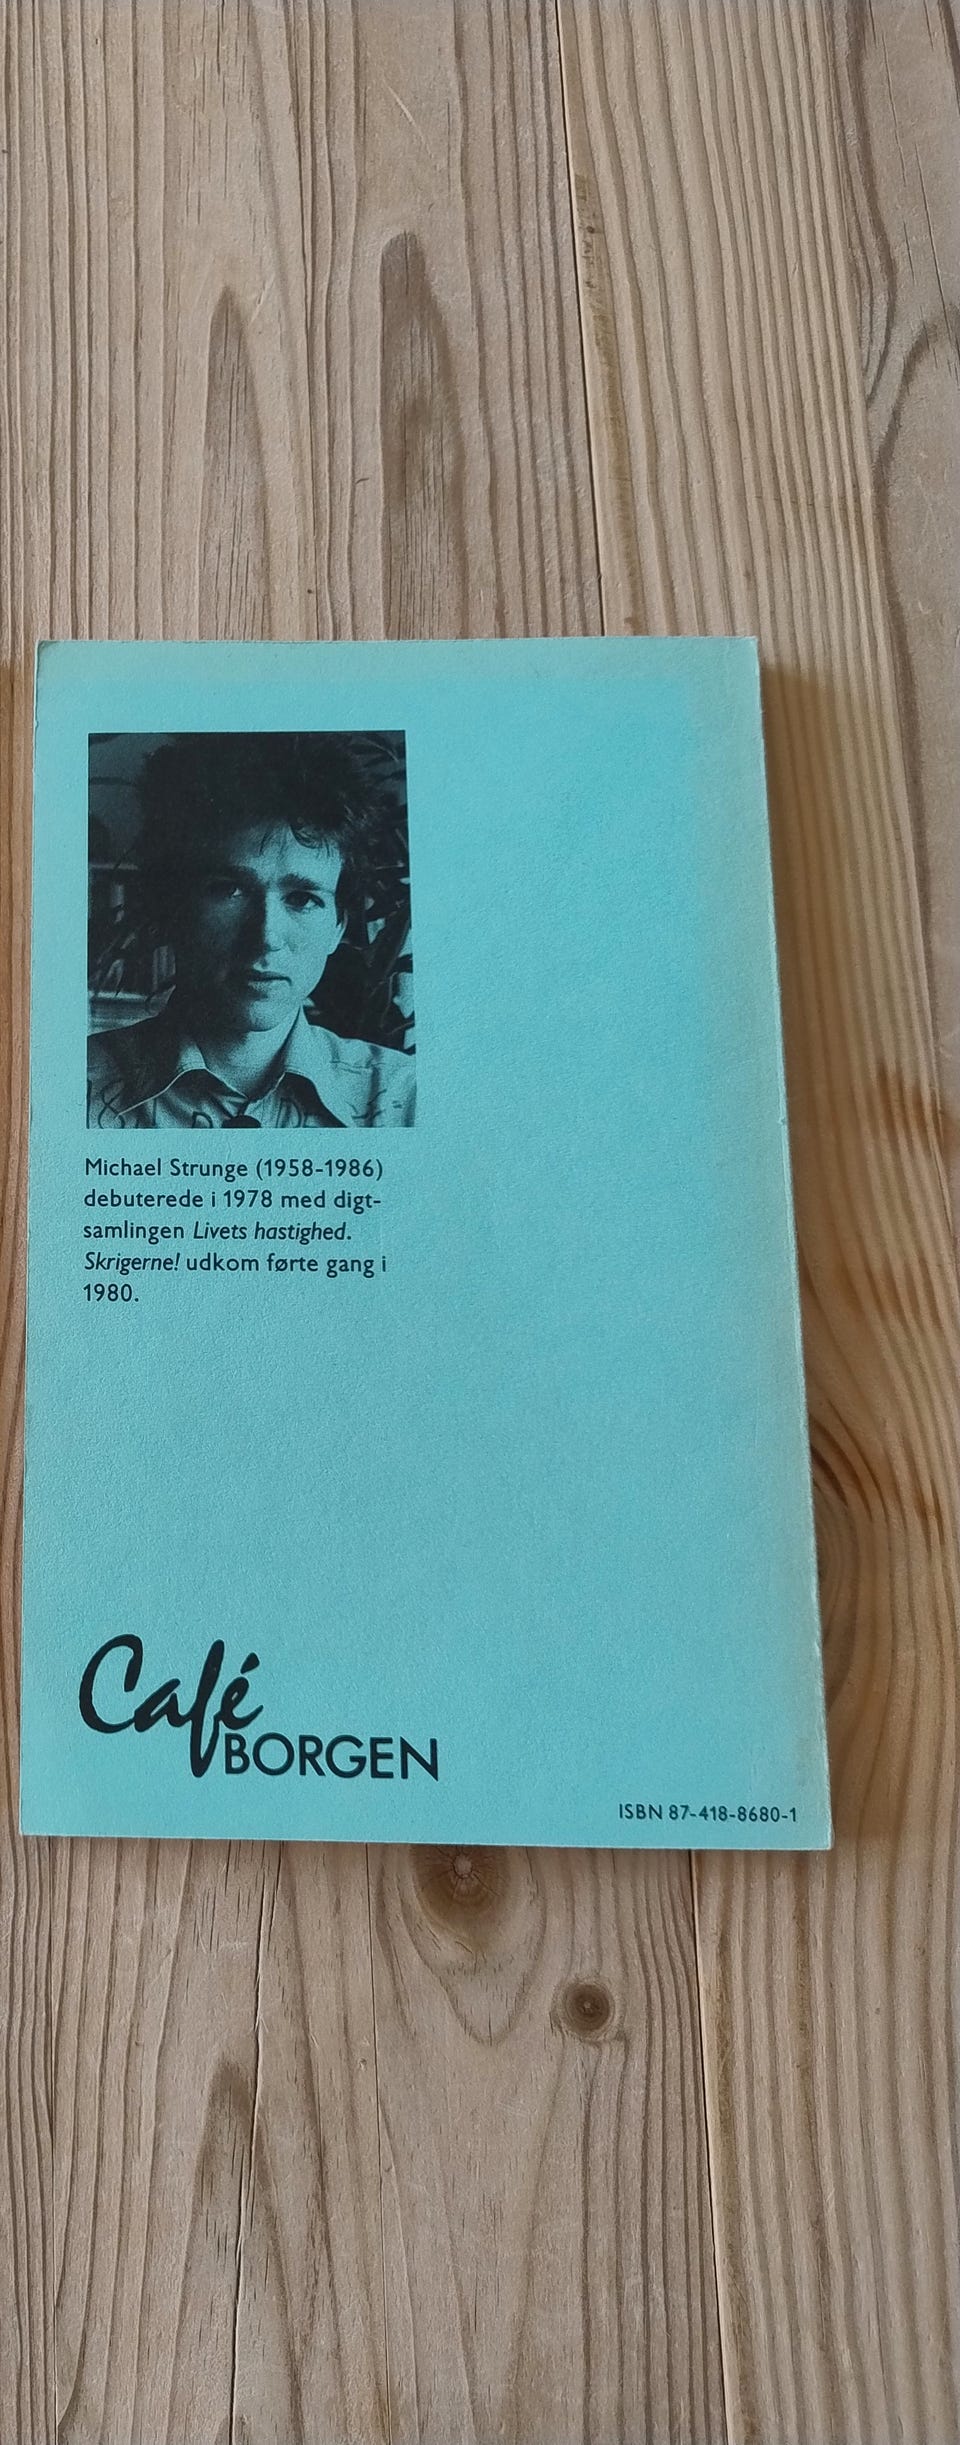 Michael Strunge (1958-1986)
debuterede i 1978 med digt-
samlingen Livets hastighed.
Skrigerne! udkom førte gang i
1980.
Café
BORGEN
ISBN 87-418-8680-1